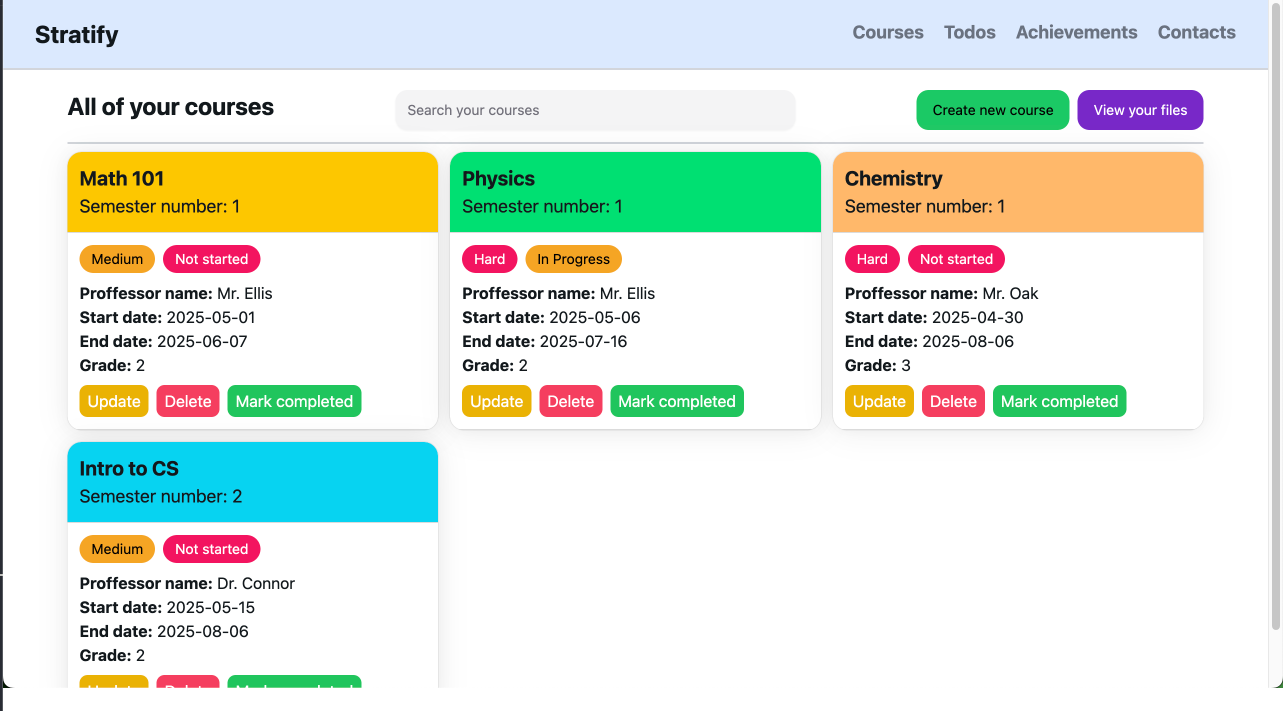 Stratify
Courses Todos Achievements Contacts
All of your courses
Search your courses
Create new course
View your files
Math 101
Semester number: 1
Medium Not started
Proffessor name: Mr. Ellis
Start date: 2025-05-01
End date: 2025-06-07
Grade: 2
Update Delete Mark completed
Physics
Semester number: 1
Hard In Progress
Proffessor name: Mr. Ellis
Start date: 2025-05-06
End date: 2025-07-16
Grade: 2
Update Delete Mark completed
Chemistry
Semester number: 1
Hard Not started
Proffessor name: Mr. Oak
Start date: 2025-04-30
End date: 2025-08-06
Grade: 3
Update Delete Mark completed
Intro to CS
Semester number: 2
Medium Not started
Proffessor name: Dr. Connor
Start date: 2025-05-15
End date: 2025-08-06
Grade: 2